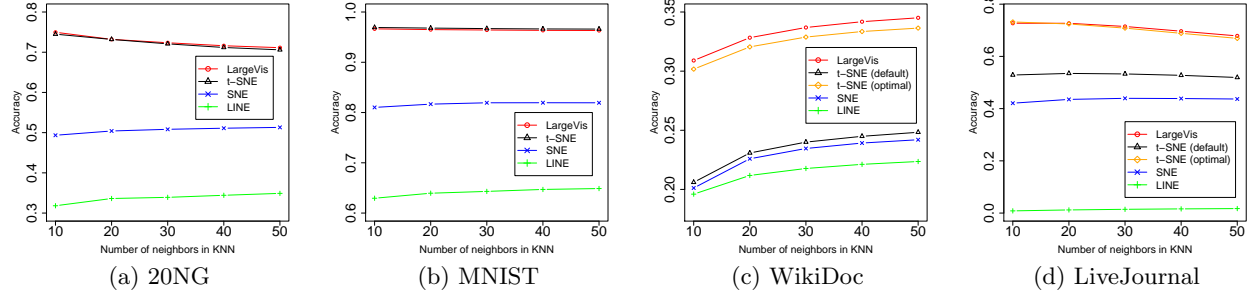 0.8
0.7
0.6
0.5
0.4
0.3
Accuracy
LargeVis
t−SNE
SNE
LINE
10 20 30 40 50
Number of neighbors in KNN
(a) 20NG
1.0
0.9
0.8
0.7
0.6
Accuracy
LargeVis
t−SNE
SNE
LINE
10 20 30 40 50
Number of neighbors in KNN
(b) MNIST
0.35
0.30
0.25
0.20
Accuracy
LargeVis
t−SNE (default)
t−SNE (optimal)
SNE
LINE
10 20 30 40 50
Number of neighbors in KNN
(c) WikiDoc
0.8
0.6
0.4
0.2
0.0
Accuracy
LargeVis
t−SNE (default)
t−SNE (optimal)
SNE
LINE
10 20 30 40 50
Number of neighbors in KNN
(d) LiveJournal